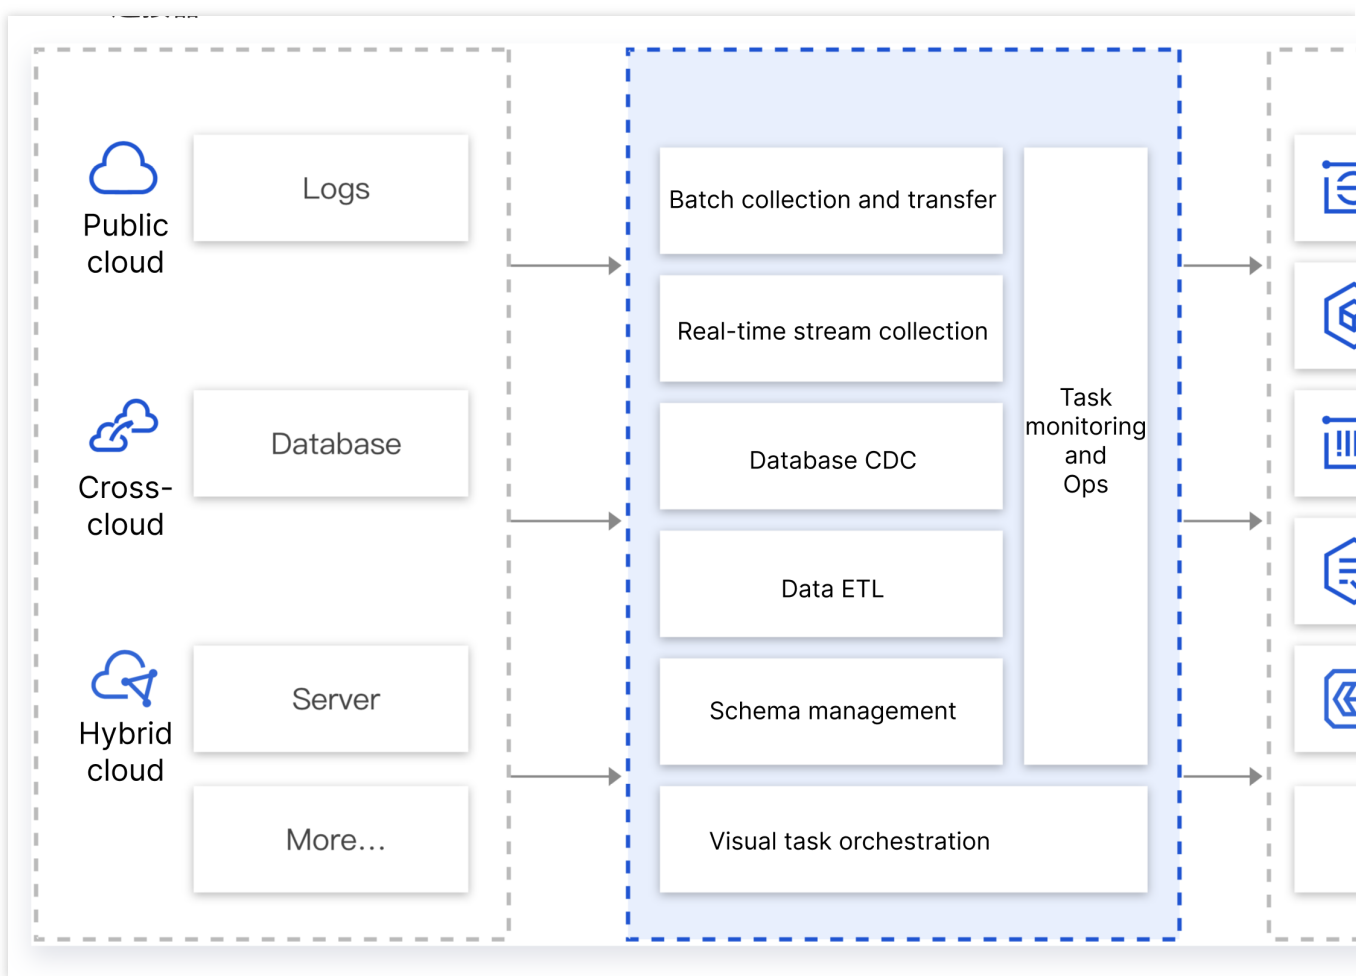 Public
cloud
Logs
Cross-
cloud
Database
Hybrid
cloud
Server
More...
Batch collection and transfer
Real-time stream collection
Database CDC
Data ETL
Schema management
Task
monitoring
and
Ops
Visual task orchestration